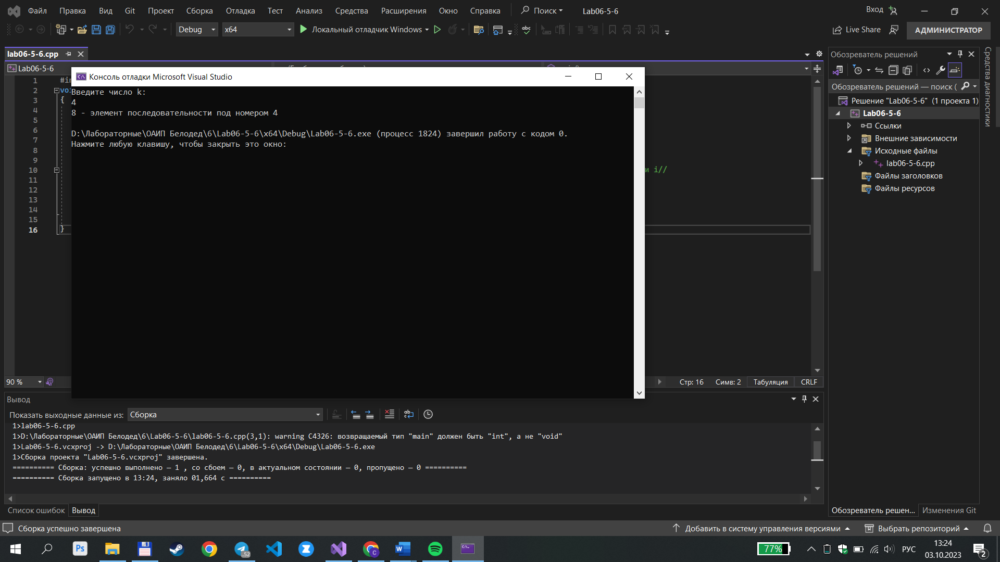 Файл Правка Вид Git Проект Сборка Отладка Тест Анализ Средства Расширения Окно Справка Поиск Lab06-5-6 Вход
Debug x64 Локальный отладчик Windows Live Share АДМИНИСТРАТОР
lab06-5-6.cpp
Lab06-5-6
1 #in
2 voi
3 {
4
5
6
7
8
9
10 и i//
11
12
13
14
15
16 }
Консоль отладки Microsoft Visual Studio
Введите число k:
4
8 - элемент последовательности под номером 4
D:\Лабораторные\ОАИП Белодед\6\Lab06-5-6\x64\Debug\Lab06-5-6.exe (процесс 1824) завершил работу с кодом 0.
Нажмите любую клавишу, чтобы закрыть это окно:
90 % Стр: 16 Симв: 2 Табуляция CRLF
Вывод
Показать выходные данные из: Сборка
1>lab06-5-6.cpp
1>D:\Лабораторные\ОАИП Белодед\6\Lab06-5-6\lab06-5-6.cpp(3,1): warning C4326: возвращаемый тип "main" должен быть "int", а не "void"
1>Lab06-5-6.vcxproj -> D:\Лабораторные\ОАИП Белодед\6\Lab06-5-6\x64\Debug\Lab06-5-6.exe
1>Сборка проекта "Lab06-5-6.vcxproj" завершена.
========== Сборка: успешно выполнено — 1 , со сбоем — 0, в актуальном состоянии — 0, пропущено — 0 ==========
========== Сборка запущено в 13:24, заняло 01,664 с ==========
Список ошибок Вывод
Обозреватель решений
Обозреватель решений — поиск (
Решение "Lab06-5-6" (1 проекта 1)
Lab06-5-6
Ссылки
Внешние зависимости
Исходные файлы
lab06-5-6.cpp
Файлы заголовков
Файлы ресурсов
Обозреватель решен... Изменения Git
Средства диагностики
Сборка успешно завершена Добавить в систему управления версиями Выбрать репозиторий
Ps 52 77% РУС 13:24
03.10.2023 2